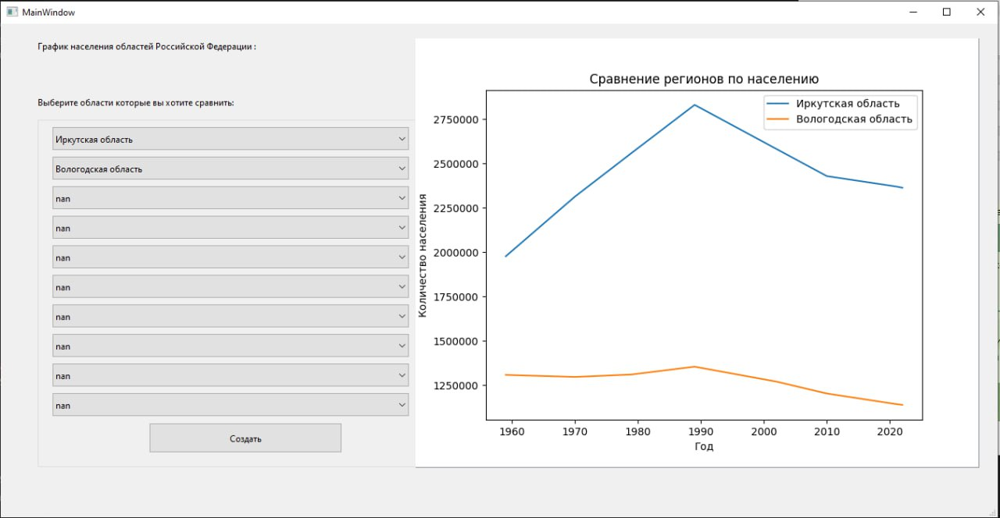 MainWindow
График населения областей Российской Федерации :
Выберите области которые вы хотите сравнить:
Иркутская область
Вологодская область
nan
nan
nan
nan
nan
nan
nan
nan
Создать
Сравнение регионов по населению
Иркутская область
Вологодская область
Количество населения
2750000
2500000
2250000
2000000
1750000
1500000
1250000
1960 1970 1980 1990 2000 2010 2020
Год